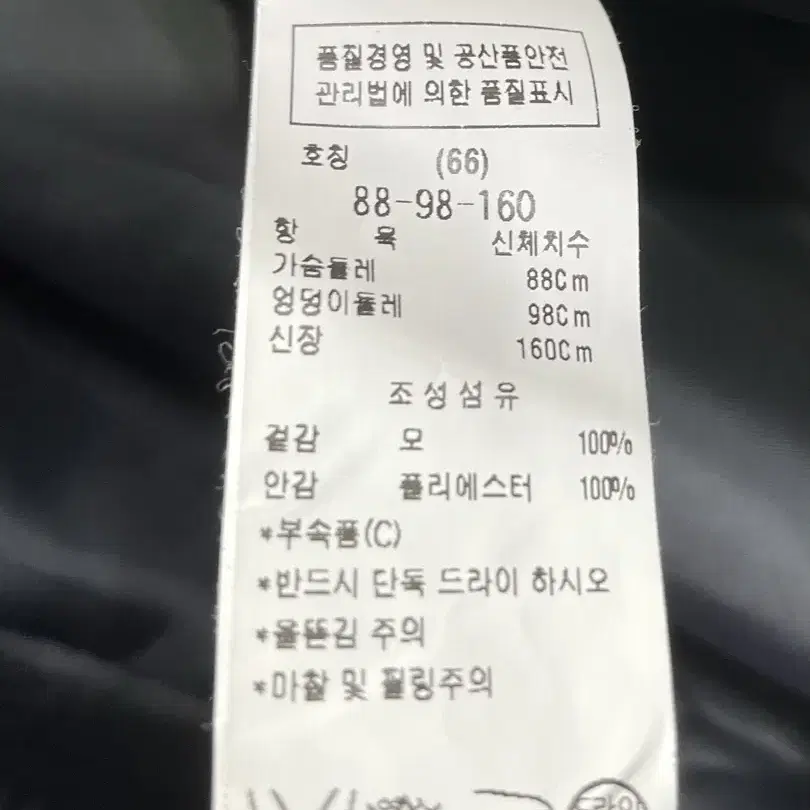 품질경영 및 공산품안전
관리법에 의한 품질표시
호칭 (66)
88-98-160
항 목 신체치수
가슴둘레 88Cm
엉덩이둘레 98Cm
신장 160Cm
조성섬유
겉감 모 100%
안감 폴리에스터 100%
*부속품(C)
*반드시 단독 드라이 하시오
*올뜯김 주의
*마찰 및 필링주의
드라이